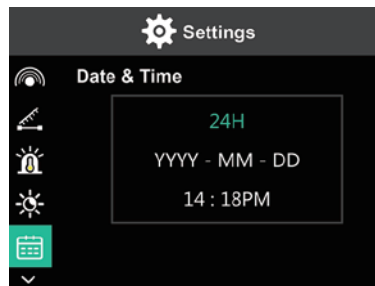 Settings
Date & Time
24H
YYYY - MM - DD
14 : 18PM